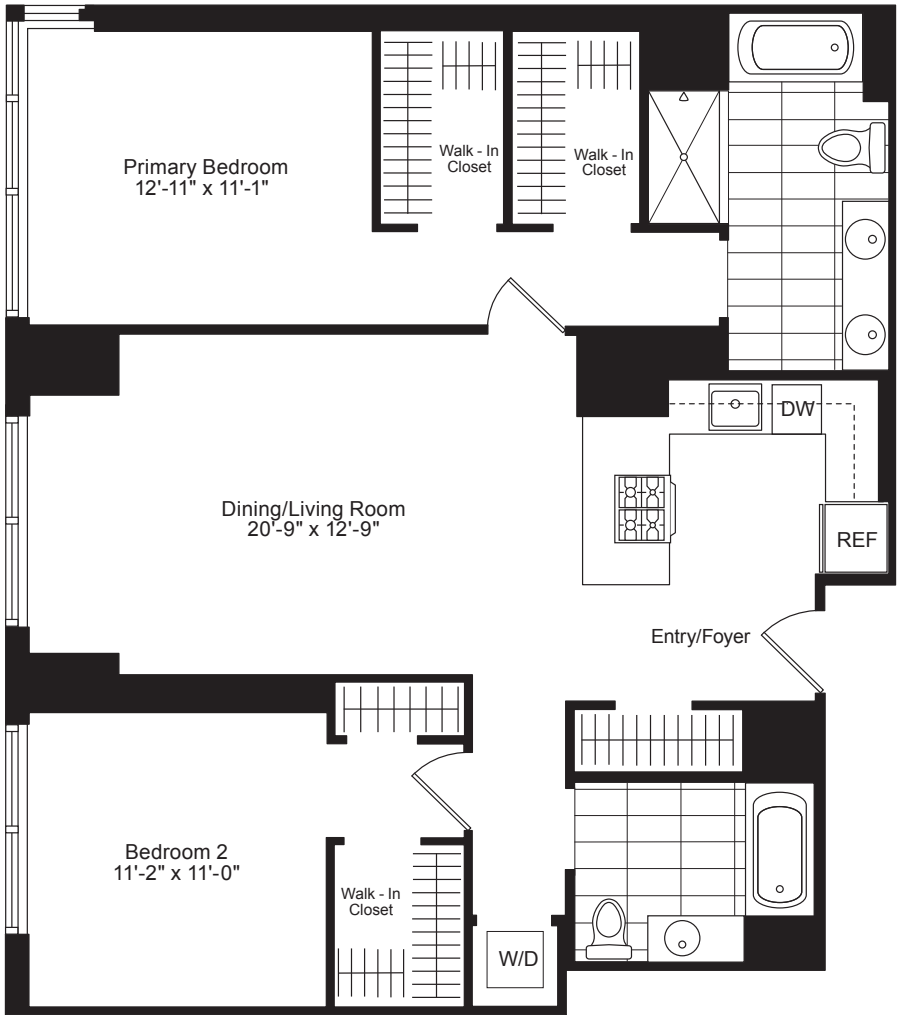 Primary Bedroom
12'-11" x 11'-1"
Walk - In
Closet
Walk - In
Closet
DW
Dining/Living Room
20'-9" x 12'-9"
REF
Entry/Foyer
Bedroom 2
11'-2" x 11'-0"
Walk - In
Closet
W/D